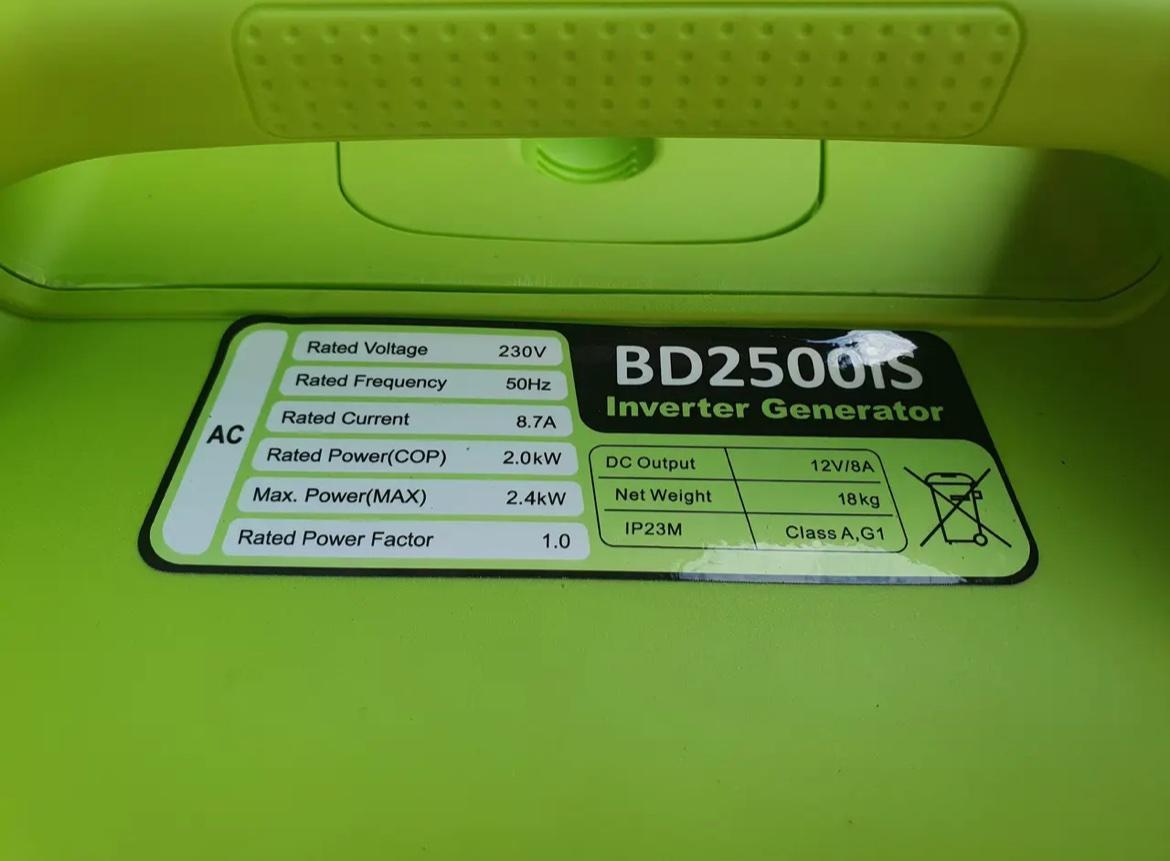 AC
Rated Voltage 230V
Rated Frequency 50Hz
Rated Current 8.7A
Rated Power(COP) 2.0kW
Max. Power(MAX) 2.4kW
Rated Power Factor 1.0
BD2500iS
Inverter Generator
DC Output 12V/8A
Net Weight 18kg
IP23M Class A,G1